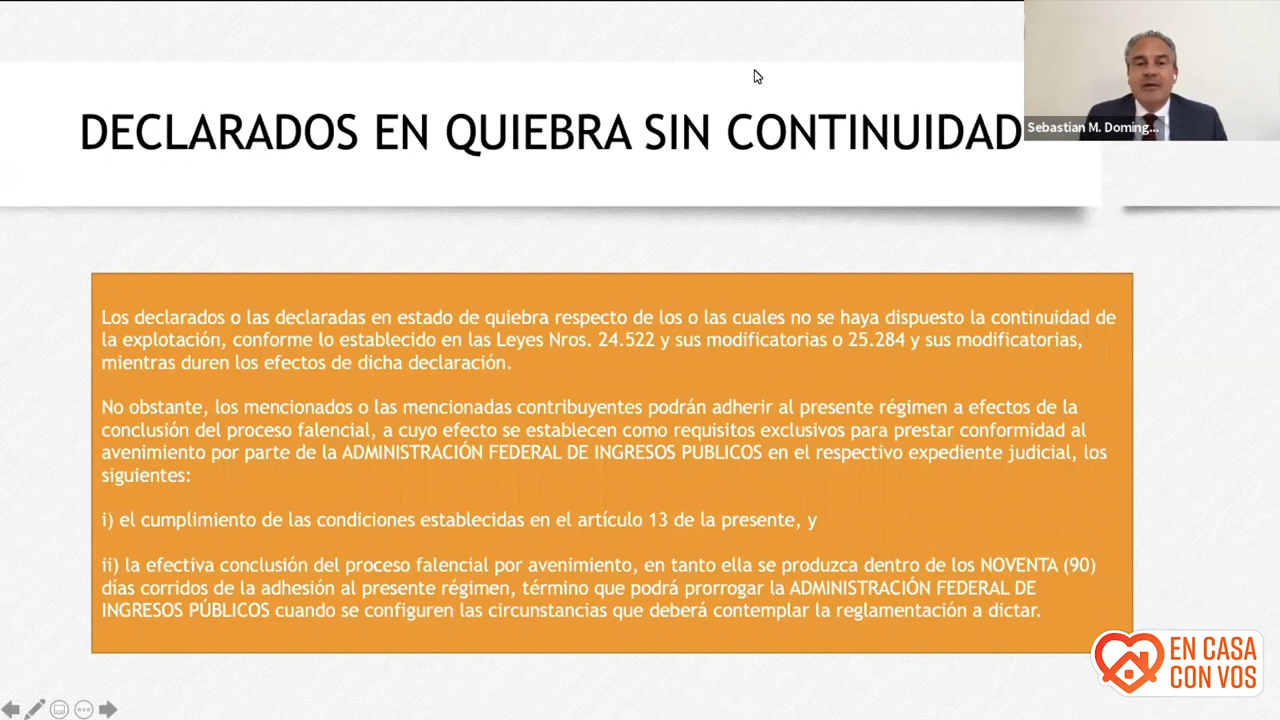 DECLARADOS EN QUIEBRA SIN CONTINUIDAD
Sebastian M. Doming...
Los declarados o las declaradas en estado de quiebra respecto de los o las cuales no se haya dispuesto la continuidad de
la explotación, conforme lo establecido en las Leyes Nros. 24.522 y sus modificatorias o 25.284 y sus modificatorias,
mientras duren los efectos de dicha declaración.
No obstante, los mencionados o las mencionadas contribuyentes podrán adherir al presente régimen a efectos de la
conclusión del proceso falencial, a cuyo efecto se establecen como requisitos exclusivos para prestar conformidad al
avenimiento por parte de la ADMINISTRACIÓN FEDERAL DE INGRESOS PUBLICOS en el respectivo expediente judicial, los
siguientes:
i) el cumplimiento de las condiciones establecidas en el artículo 13 de la presente, y
ii) la efectiva conclusión del proceso falencial por avenimiento, en tanto ella se produzca dentro de los NOVENTA (90)
días corridos de la adhesión al presente régimen, término que podrá prorrogar la ADMINISTRACIÓN FEDERAL DE
INGRESOS PÚBLICOS cuando se configuren las circunstancias que deberá contemplar la reglamentación a dictar.
EN CASA
CON VOS